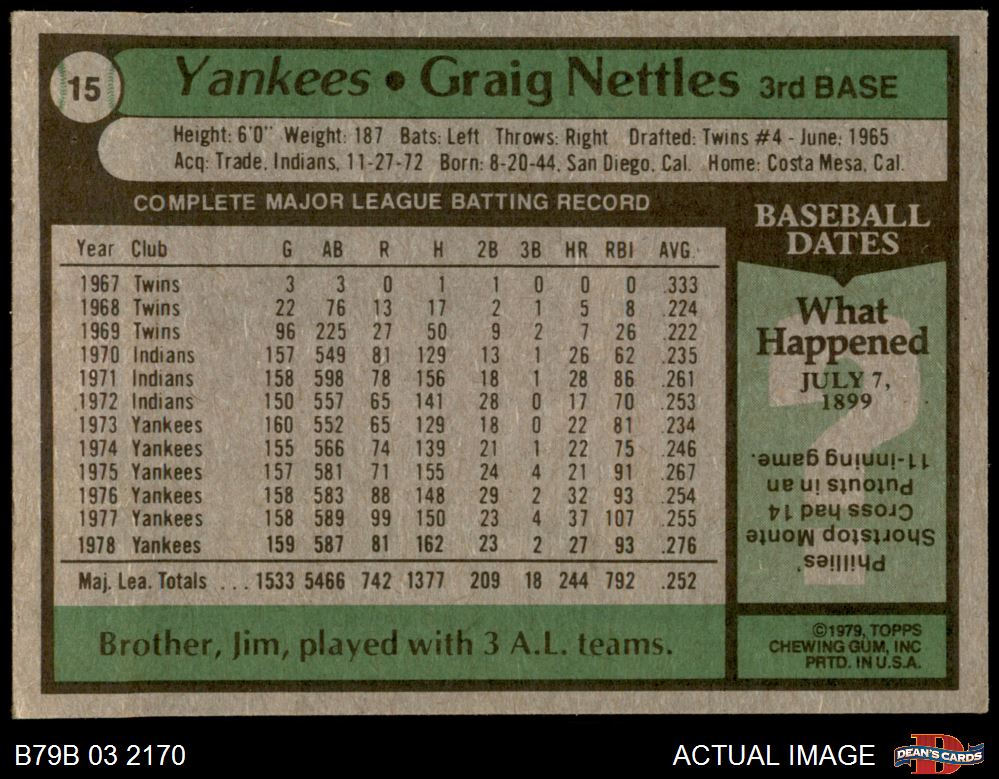 15 Yankees • Graig Nettles 3rd BASE
Height: 6'0" Weight: 187 Bats: Left Throws: Right Drafted: Twins #4 - June, 1965
Acq: Trade, Indians, 11-27-72 Born: 8-20-44, San Diego, Cal. Home: Costa Mesa, Cal.
COMPLETE MAJOR LEAGUE BATTING RECORD
Year Club G AB R H 2B 3B HR RBI AVG.
1967 Twins 3 3 0 1 1 0 0 0 .333
1968 Twins 22 76 13 17 2 1 5 8 .224
1969 Twins 96 225 27 50 9 2 7 26 .222
1970 Indians 157 549 81 129 13 1 26 62 .235
1971 Indians 158 598 78 156 18 1 28 86 .261
1972 Indians 150 557 65 141 28 0 17 70 .253
1973 Yankees 160 552 65 129 18 0 22 81 .234
1974 Yankees 155 566 74 139 21 1 22 75 .246
1975 Yankees 157 581 71 155 24 4 21 91 .267
1976 Yankees 158 583 88 148 29 2 32 93 .254
1977 Yankees 158 589 99 150 23 4 37 107 .255
1978 Yankees 159 587 81 162 23 2 27 93 .276
Maj. Lea. Totals ... 1533 5466 742 1377 209 18 244 792 .252
Brother, Jim, played with 3 A.L. teams.
BASEBALL
DATES
What
Happened
JULY 7,
1899
Phillies'
Shortstop Monte
Cross had 14
Putouts in an
11-inning game.
©1979, TOPPS
CHEWING GUM, INC
PRTD. IN U.S.A.
B79B 03 2170
ACTUAL IMAGE
DEAN'S CARDS